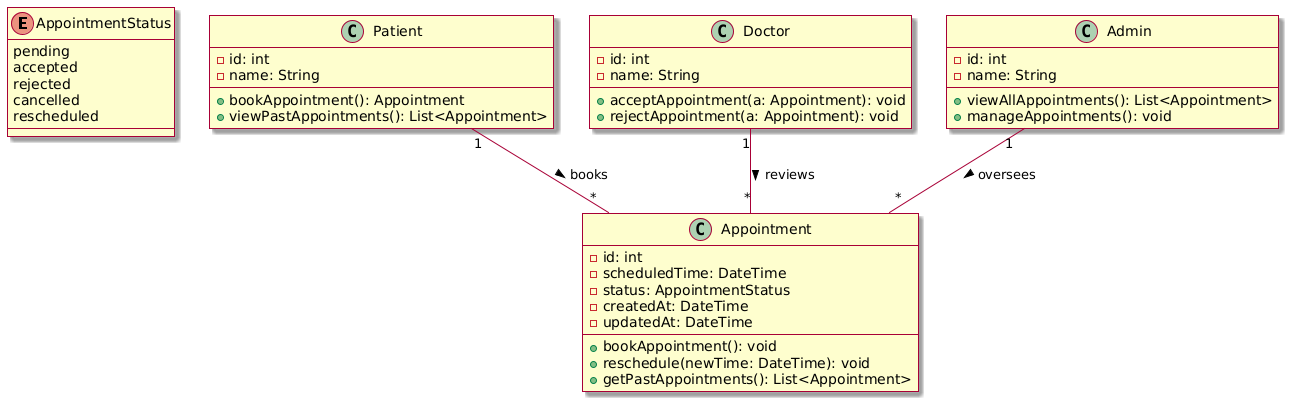 E AppointmentStatus
pending
accepted
rejected
cancelled
rescheduled
C Patient
id: int
name: String
bookAppointment(): Appointment
viewPastAppointments(): List<Appointment>
C Doctor
id: int
name: String
acceptAppointment(a: Appointment): void
rejectAppointment(a: Appointment): void
C Admin
id: int
name: String
viewAllAppointments(): List<Appointment>
manageAppointments(): void
1
1
1
books
reviews
oversees
*
*
*
C Appointment
id: int
scheduledTime: DateTime
status: AppointmentStatus
createdAt: DateTime
updatedAt: DateTime
bookAppointment(): void
reschedule(newTime: DateTime): void
getPastAppointments(): List<Appointment>